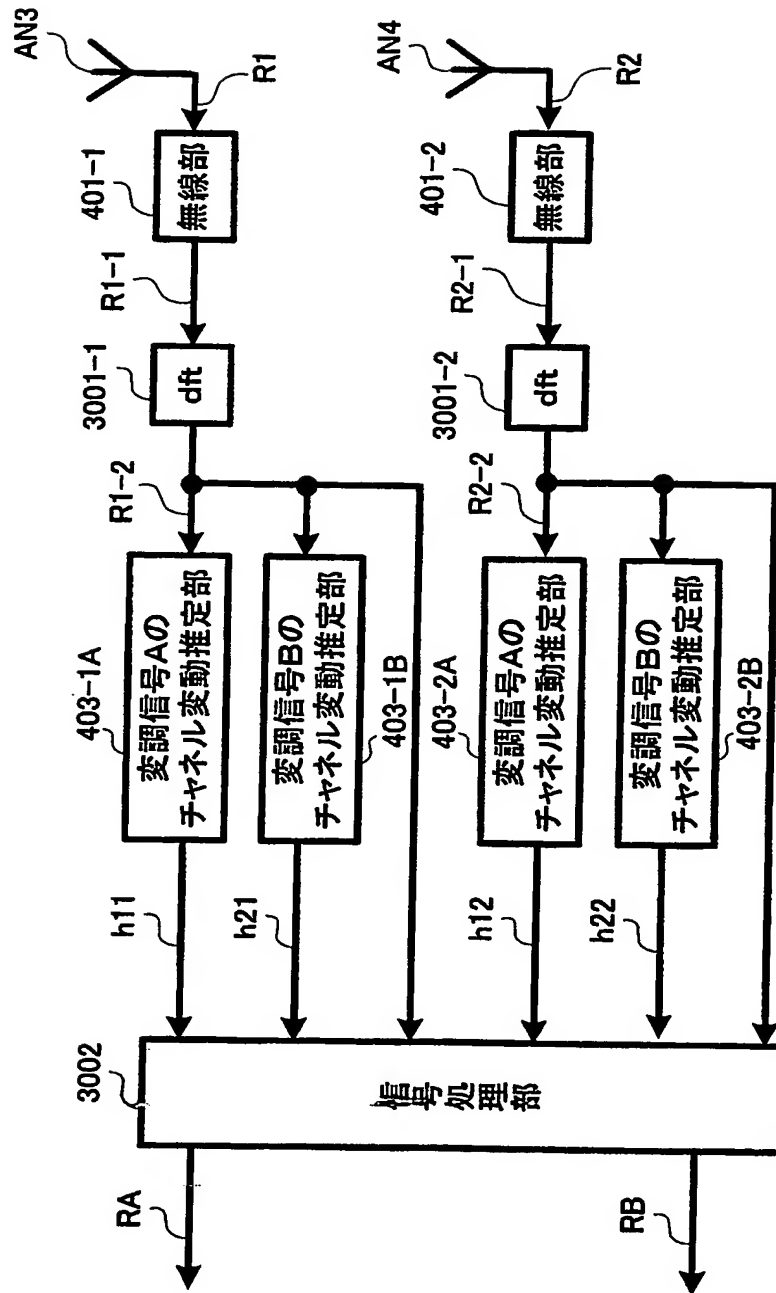 AN3
R1
401-1
無線部
R1-1
3001-1
dft
R1-2
403-1A
変調信号Aの
チャネル変動推定部
h11
変調信号Bの
チャネル変動推定部
403-1B
h21
AN4
R2
401-2
無線部
R2-1
3001-2
dft
R2-2
403-2A
変調信号Aの
チャネル変動推定部
h12
変調信号Bの
チャネル変動推定部
403-2B
h22
3002
信号処理部
RA
RB